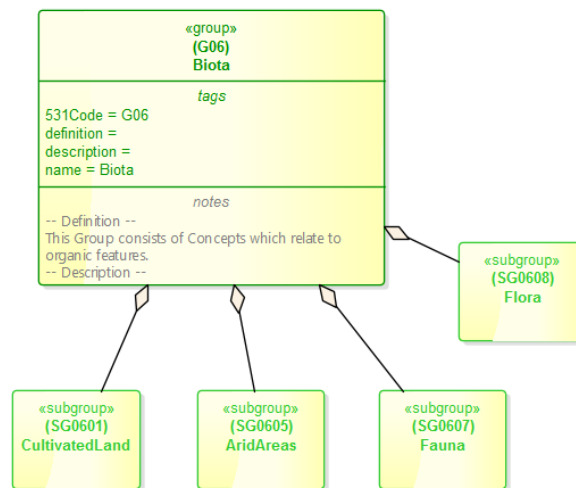 «group»
(G06)
Biota
tags
531Code = G06
definition =
description =
name = Biota
notes
-- Definition --
This Group consists of Concepts which relate to
organic features.
-- Description --
«subgroup»
(SG0608)
Flora
«subgroup»
(SG0601)
CultivatedLand
«subgroup»
(SG0605)
AridAreas
«subgroup»
(SG0607)
Fauna